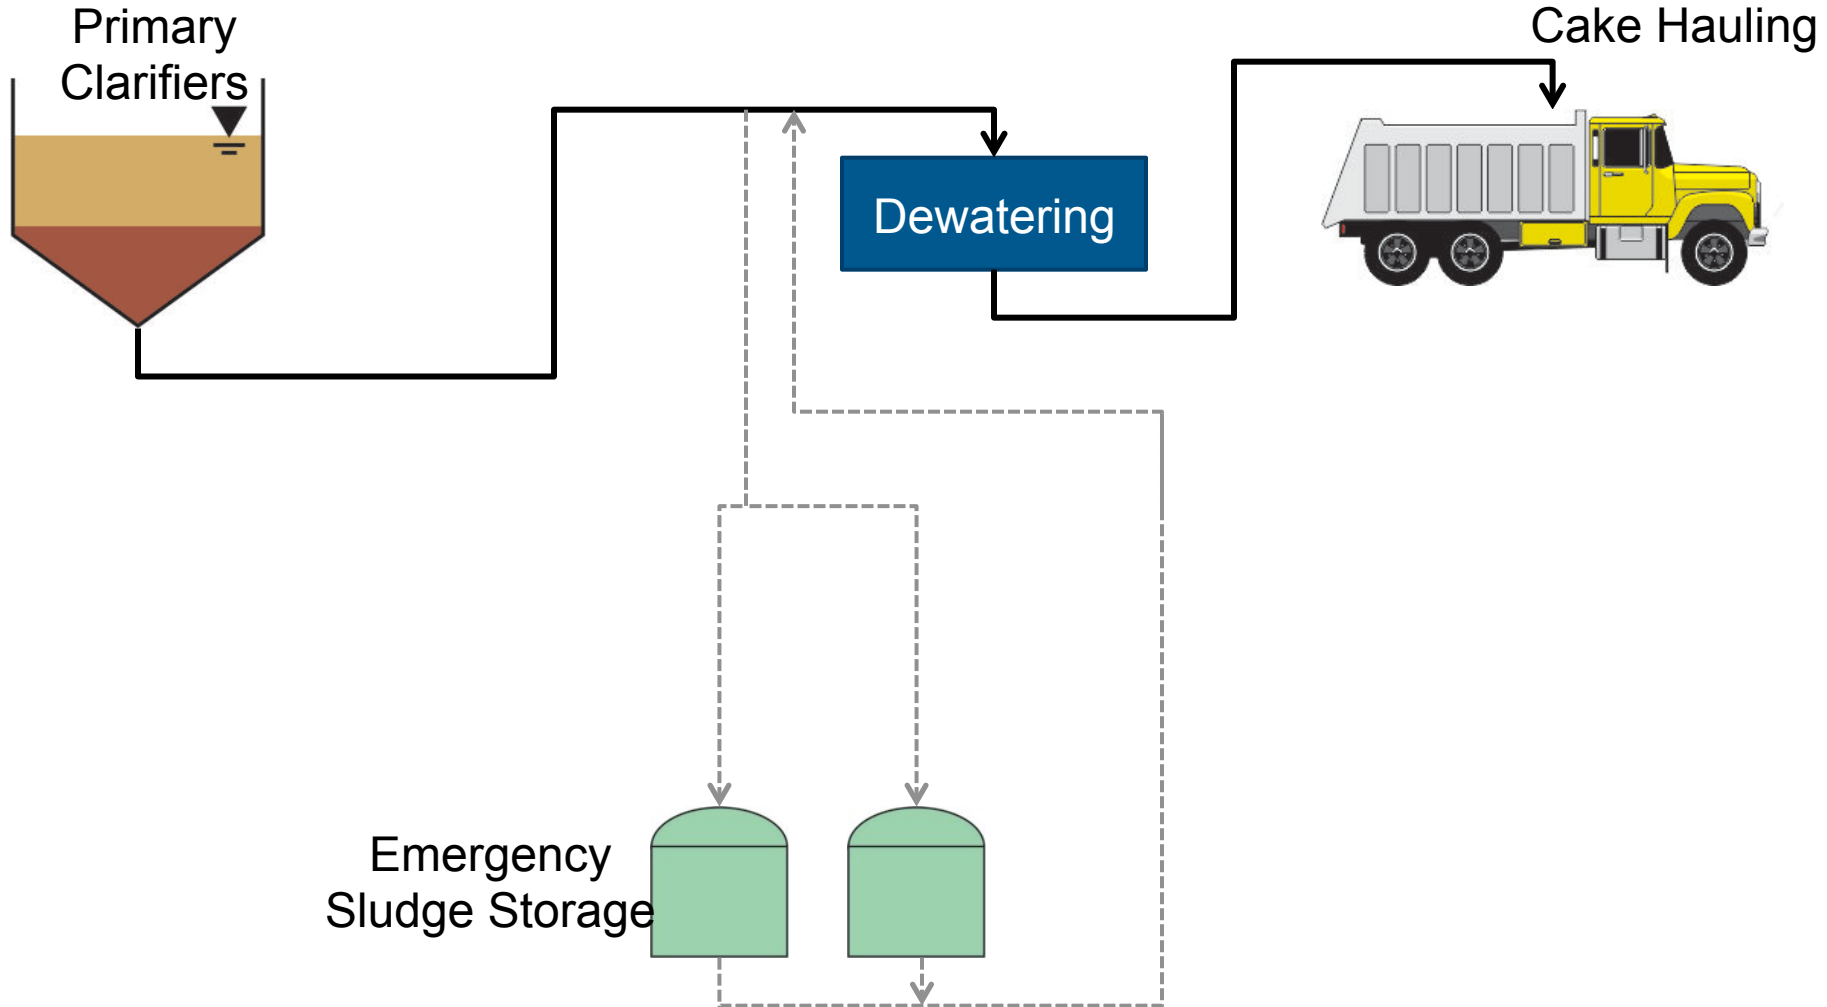 Primary
Clarifiers
Cake Hauling
Dewatering
Emergency
Sludge Storage